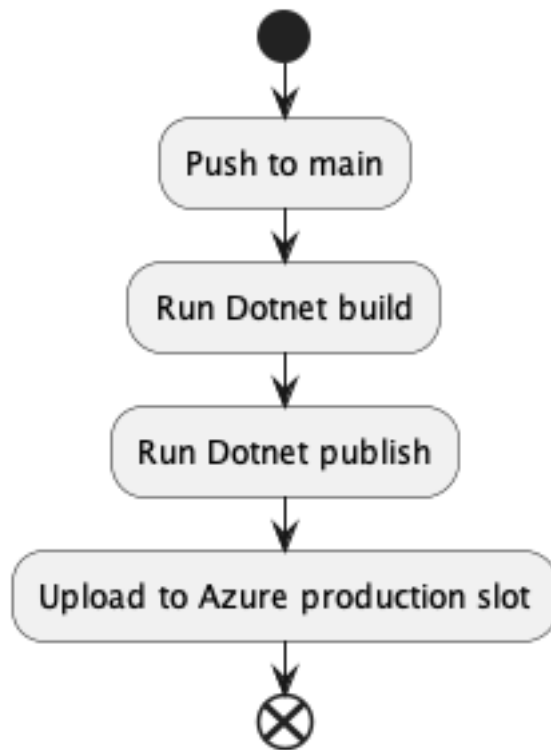 Push to main
Run Dotnet build
Run Dotnet publish
Upload to Azure production slot